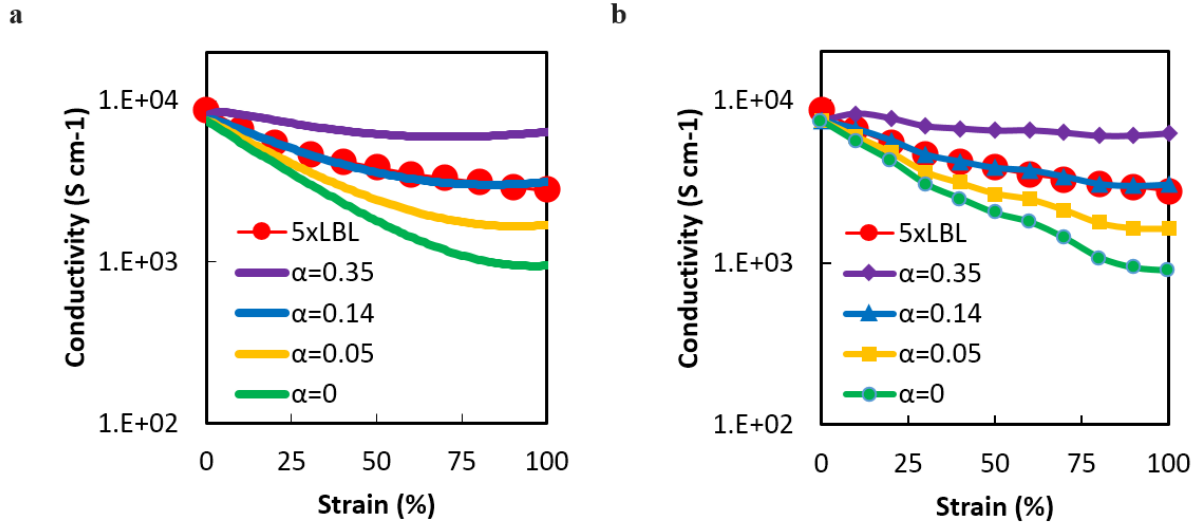 a
Conductivity (S cm-1)
1.E+04
1.E+03
1.E+02
5xLBL
α=0.35
α=0.14
α=0.05
α=0
0 25 50 75 100
Strain (%)
b
Conductivity (S cm-1)
1.E+04
1.E+03
1.E+02
5xLBL
α=0.35
α=0.14
α=0.05
α=0
0 25 50 75 100
Strain (%)